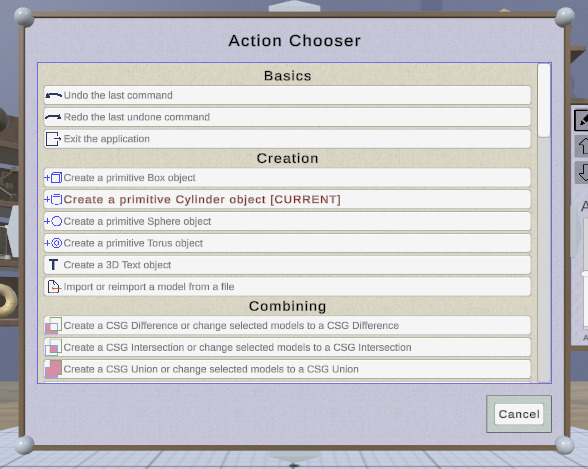 Action Chooser
Basics
Undo the last command
Redo the last undone command
Exit the application
Creation
Create a primitive Box object
Create a primitive Cylinder object [CURRENT]
Create a primitive Sphere object
Create a primitive Torus object
T Create a 3D Text object
Import or reimport a model from a file
Combining
Create a CSG Difference or change selected models to a CSG Difference
Create a CSG Intersection or change selected models to a CSG Intersection
Create a CSG Union or change selected models to a CSG Union
Cancel